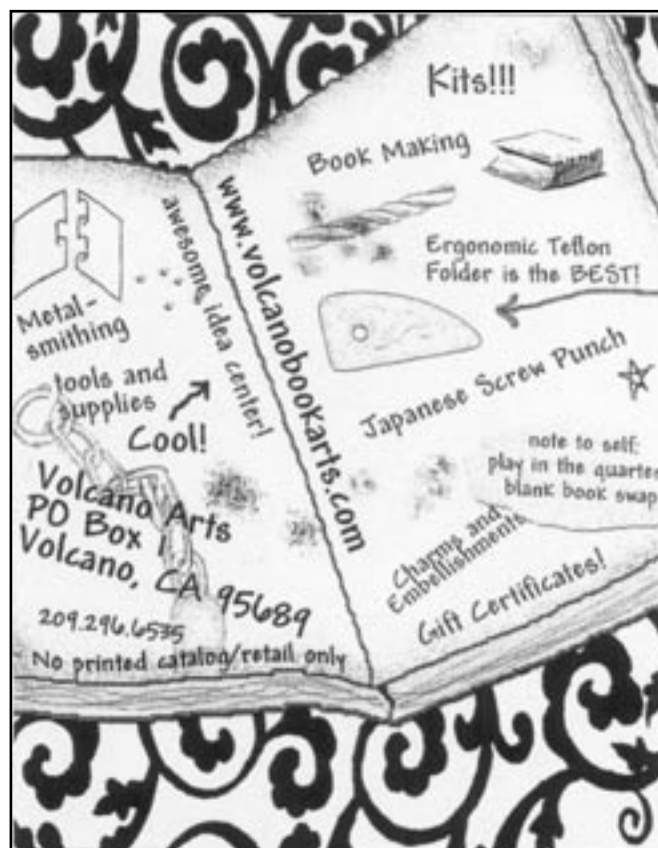 Metal-
smithing
tools and
supplies
Cool!
awesome idea center!
Volcano Arts
PO Box 1
Volcano, CA 95689
209.296.6535
No printed catalog/retail only
www.volcanobookarts.com
Kits!!!
Book Making
Ergonomic Teflon
Folder is the BEST!
Japanese Screw Punch
note to self:
play in the quarter
blank book swap
Charms and
Embellishments
Gift Certificates!